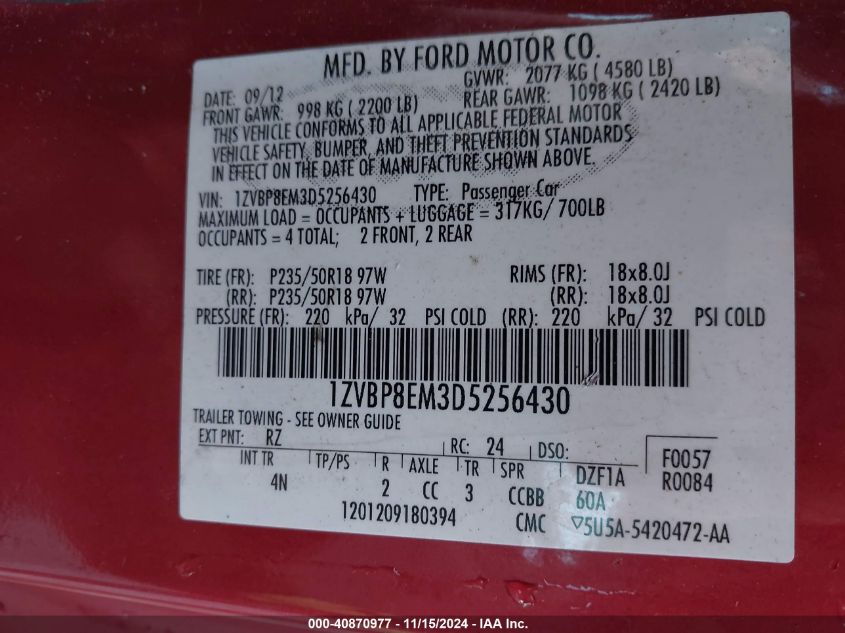 MFD. BY FORD MOTOR CO.
DATE: 09/12 GVWR: 2077 KG ( 4580 LB)
FRONT GAWR: 998 KG ( 2200 LB) REAR GAWR: 1098 KG ( 2420 LB)
THIS VEHICLE CONFORMS TO ALL APPLICABLE FEDERAL MOTOR
VEHICLE SAFETY, BUMPER, AND THEFT PREVENTION STANDARDS
IN EFFECT ON THE DATE OF MANUFACTURE SHOWN ABOVE.
VIN: 1ZVBP8EM3D5256430 TYPE: Passenger Car
MAXIMUM LOAD = OCCUPANTS + LUGGAGE = 317KG/ 700LB
OCCUPANTS = 4 TOTAL; 2 FRONT, 2 REAR
TIRE (FR): P235/50R18 97W RIMS (FR): 18x8.0J
(RR): P235/50R18 97W (RR): 18x8.0J
PRESSURE (FR): 220 kPa/ 32 PSI COLD (RR): 220 kPa/ 32 PSI COLD
1ZVBP8EM3D5256430
TRAILER TOWING - SEE OWNER GUIDE
EXT PNT: RZ RC: 24 DSO: F0057
INT TR TP/PS R AXLE TR SPR DZF1A R0084
4N 2 CC 3 CCBB 60A
1201209180394 CMC ▽5U5A-5420472-AA
000-40870977 - 11/15/2024 - IAA Inc.